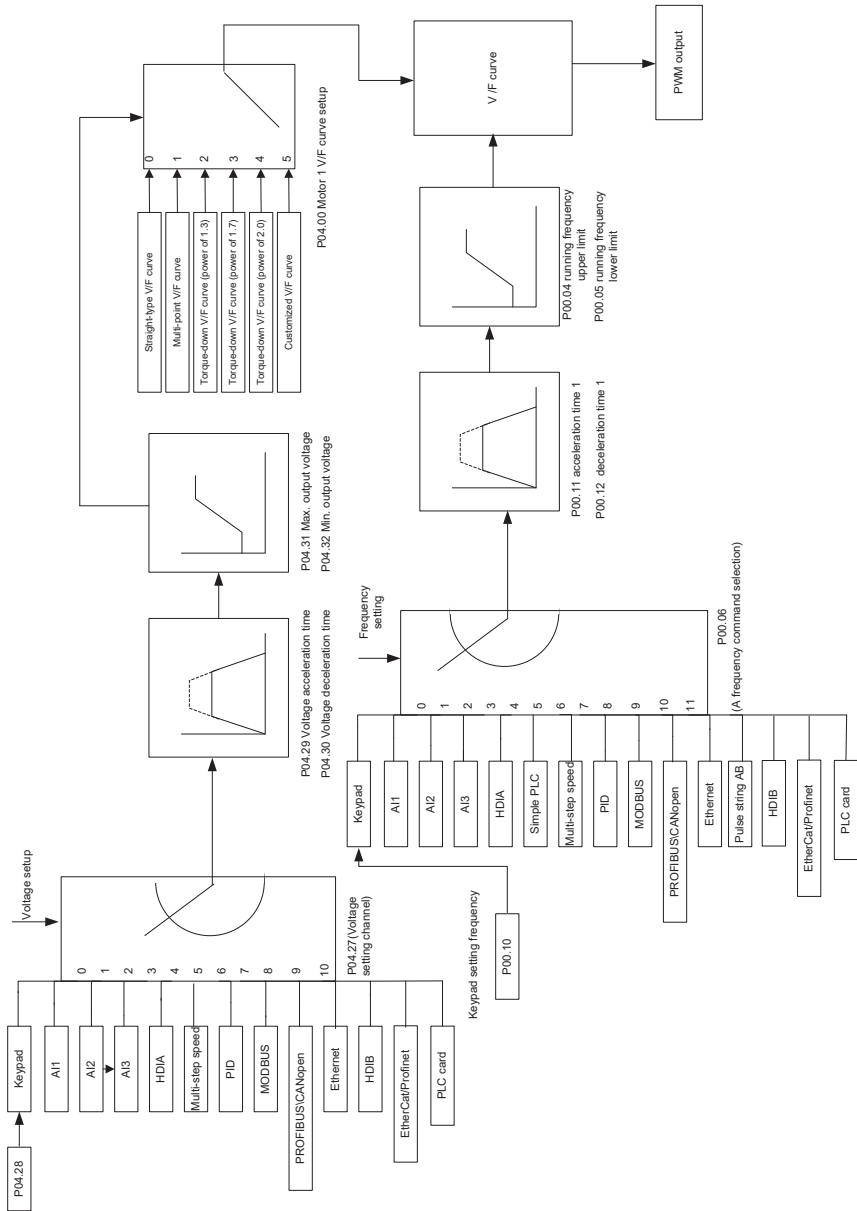 P04.28
Keypad
AI1
AI2
AI3
HDIA
Multi-step speed
PID
MODBUS
PROFIBUS\CANopen
Ethernet
HDIB
EtherCat/Profinet
PLC card
Voltage setup
0
1
2
3
4
5
6
7
8
9
10
P04.27(Voltage
setting channel)
P04.29 Voltage acceleration time
P04.30 Voltage deceleration time
P04.31 Max. output voltage
P04.32 Min. output voltage
Straight-type V/F curve
Multi-point V/F curve
Torque-down V/F curve (power of 1.3)
Torque-down V/F curve (power of 1.7)
Torque-down V/F curve (power of 2.0)
Customized V/F curve
0
1
2
3
4
5
P04.00 Motor 1 V/F curve setup
Keypad setting frequency
P00.10
Keypad
AI1
AI2
AI3
HDIA
Simple PLC
Multi-step speed
PID
MODBUS
PROFIBUS\CANopen
Ethernet
Pulse string AB
HDIB
EtherCat/Profinet
PLC card
Frequency
setting
0
1
2
3
4
5
6
7
8
9
10
11
P00.06
(A frequency command selection)
P00.11 acceleration time 1
P00.12 deceleration time 1
P00.04 running frequency
upper limit
P00.05 running frequency
lower limit
V /F curve
PWM output